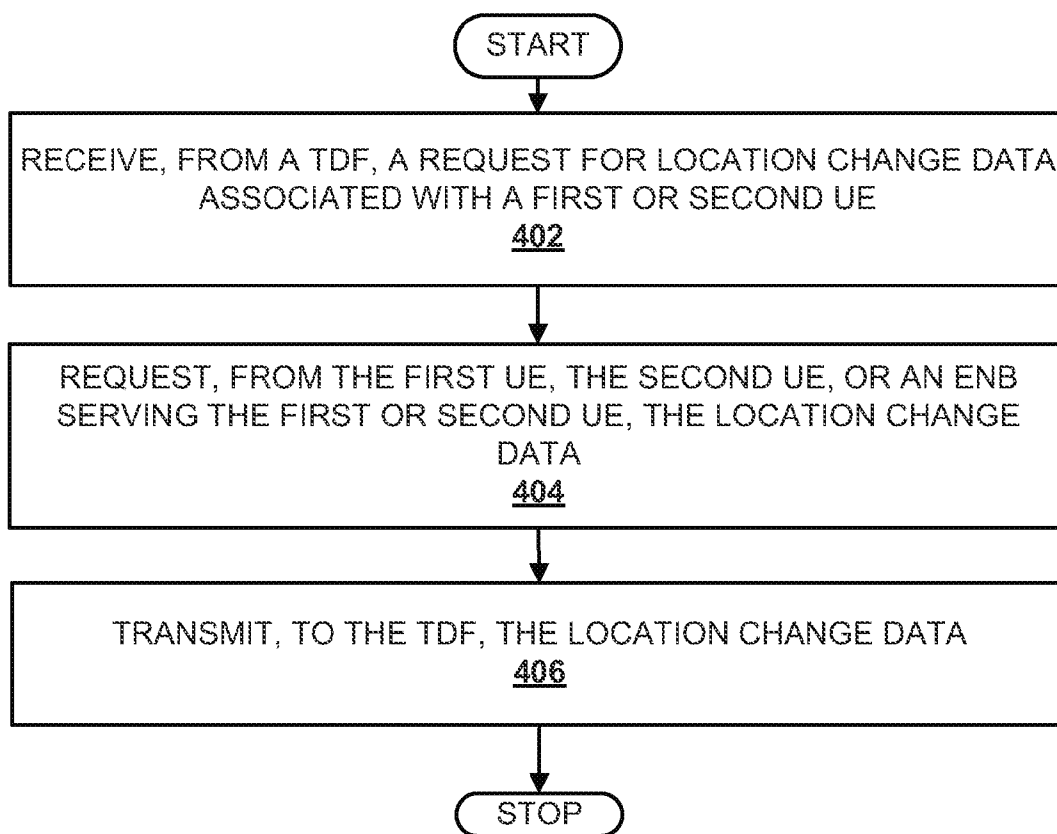 START
RECEIVE, FROM A TDF, A REQUEST FOR LOCATION CHANGE DATA
ASSOCIATED WITH A FIRST OR SECOND UE
402
REQUEST, FROM THE FIRST UE, THE SECOND UE, OR AN ENB
SERVING THE FIRST OR SECOND UE, THE LOCATION CHANGE
DATA
404
TRANSMIT, TO THE TDF, THE LOCATION CHANGE DATA
406
STOP